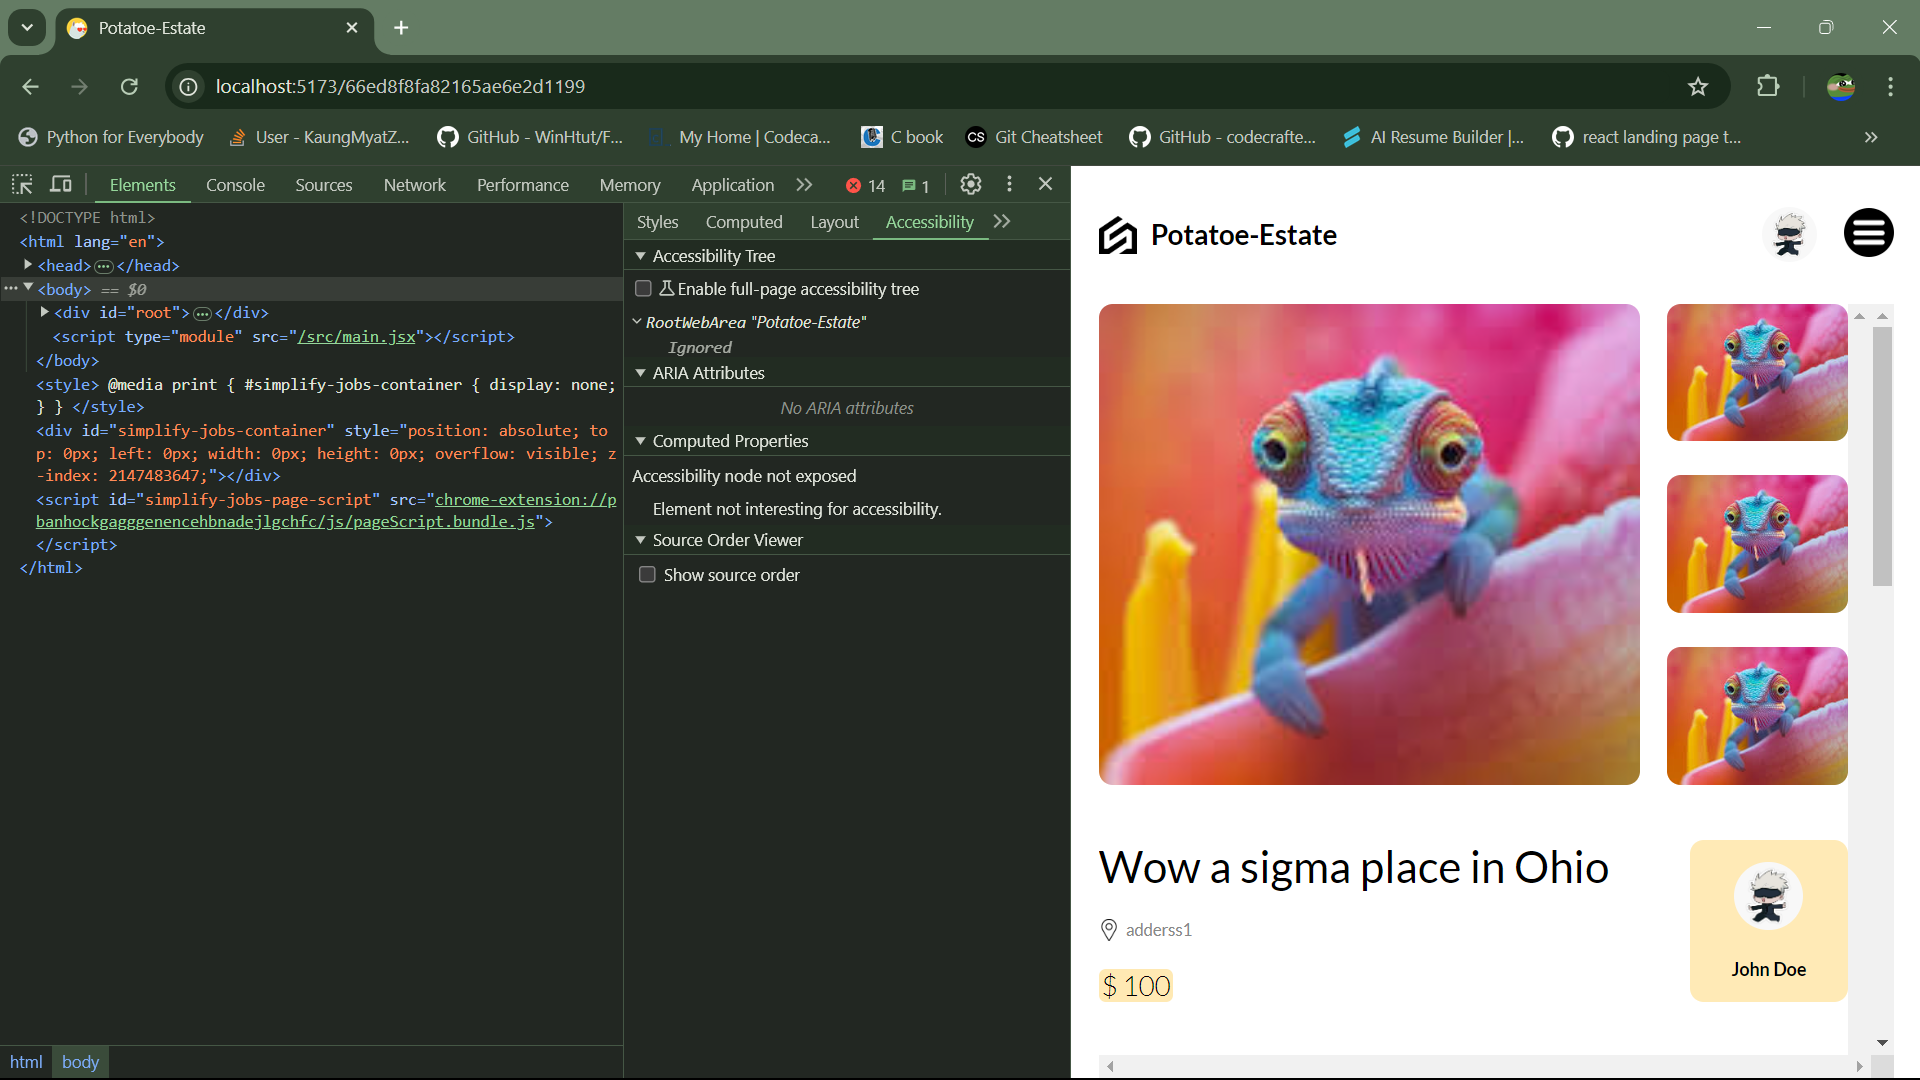 Potatoe-Estate
localhost:5173/66ed8f8fa82165ae6e2d1199
Python for Everybody
User - KaungMyatZ...
GitHub - WinHtut/F...
My Home | Codeca...
C book
CS
Git Cheatsheet
GitHub - codecrafte...
AI Resume Builder |...
react landing page t...
Elements
Console
Sources
Network
Performance
Memory
Application
14
1
<!DOCTYPE html>
<html lang="en">
<head>…</head>
<body> == $0
<div id="root">…</div>
<script type="module" src="/src/main.jsx"></script>
</body>
<style> @media print { #simplify-jobs-container { display: none;
} } </style>
<div id="simplify-jobs-container" style="position: absolute; to
p: 0px; left: 0px; width: 0px; height: 0px; overflow: visible; z
-index: 2147483647;"></div>
<script id="simplify-jobs-page-script" src="chrome-extension://p
banhockgagggenencehbnadejlgchfc/js/pageScript.bundle.js">
</script>
</html>
html
body
Styles
Computed
Layout
Accessibility
Accessibility Tree
Enable full-page accessibility tree
RootWebArea "Potatoe-Estate"
Ignored
ARIA Attributes
No ARIA attributes
Computed Properties
Accessibility node not exposed
Element not interesting for accessibility.
Source Order Viewer
Show source order
Potatoe-Estate
Wow a sigma place in Ohio
adderss1
$ 100
John Doe